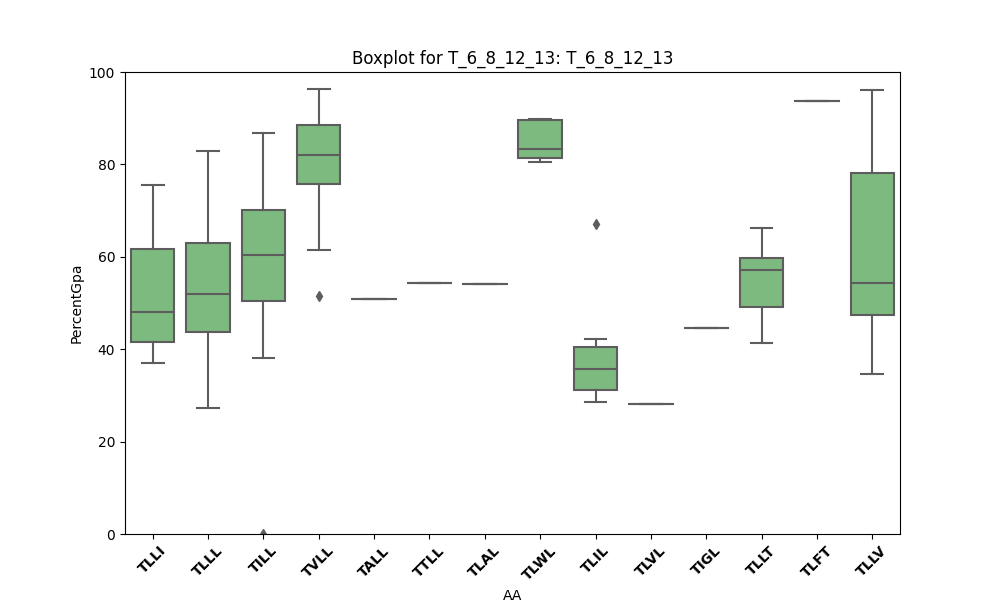 Boxplot for T_6_8_12_13: T_6_8_12_13
100
80
60
40
20
0
PercentGpa
TLLI TLLL TILL TVLL TALL TTLL TLAL TLWL TLIL TLVL TIGL TLLT TLFT TLLV
AA